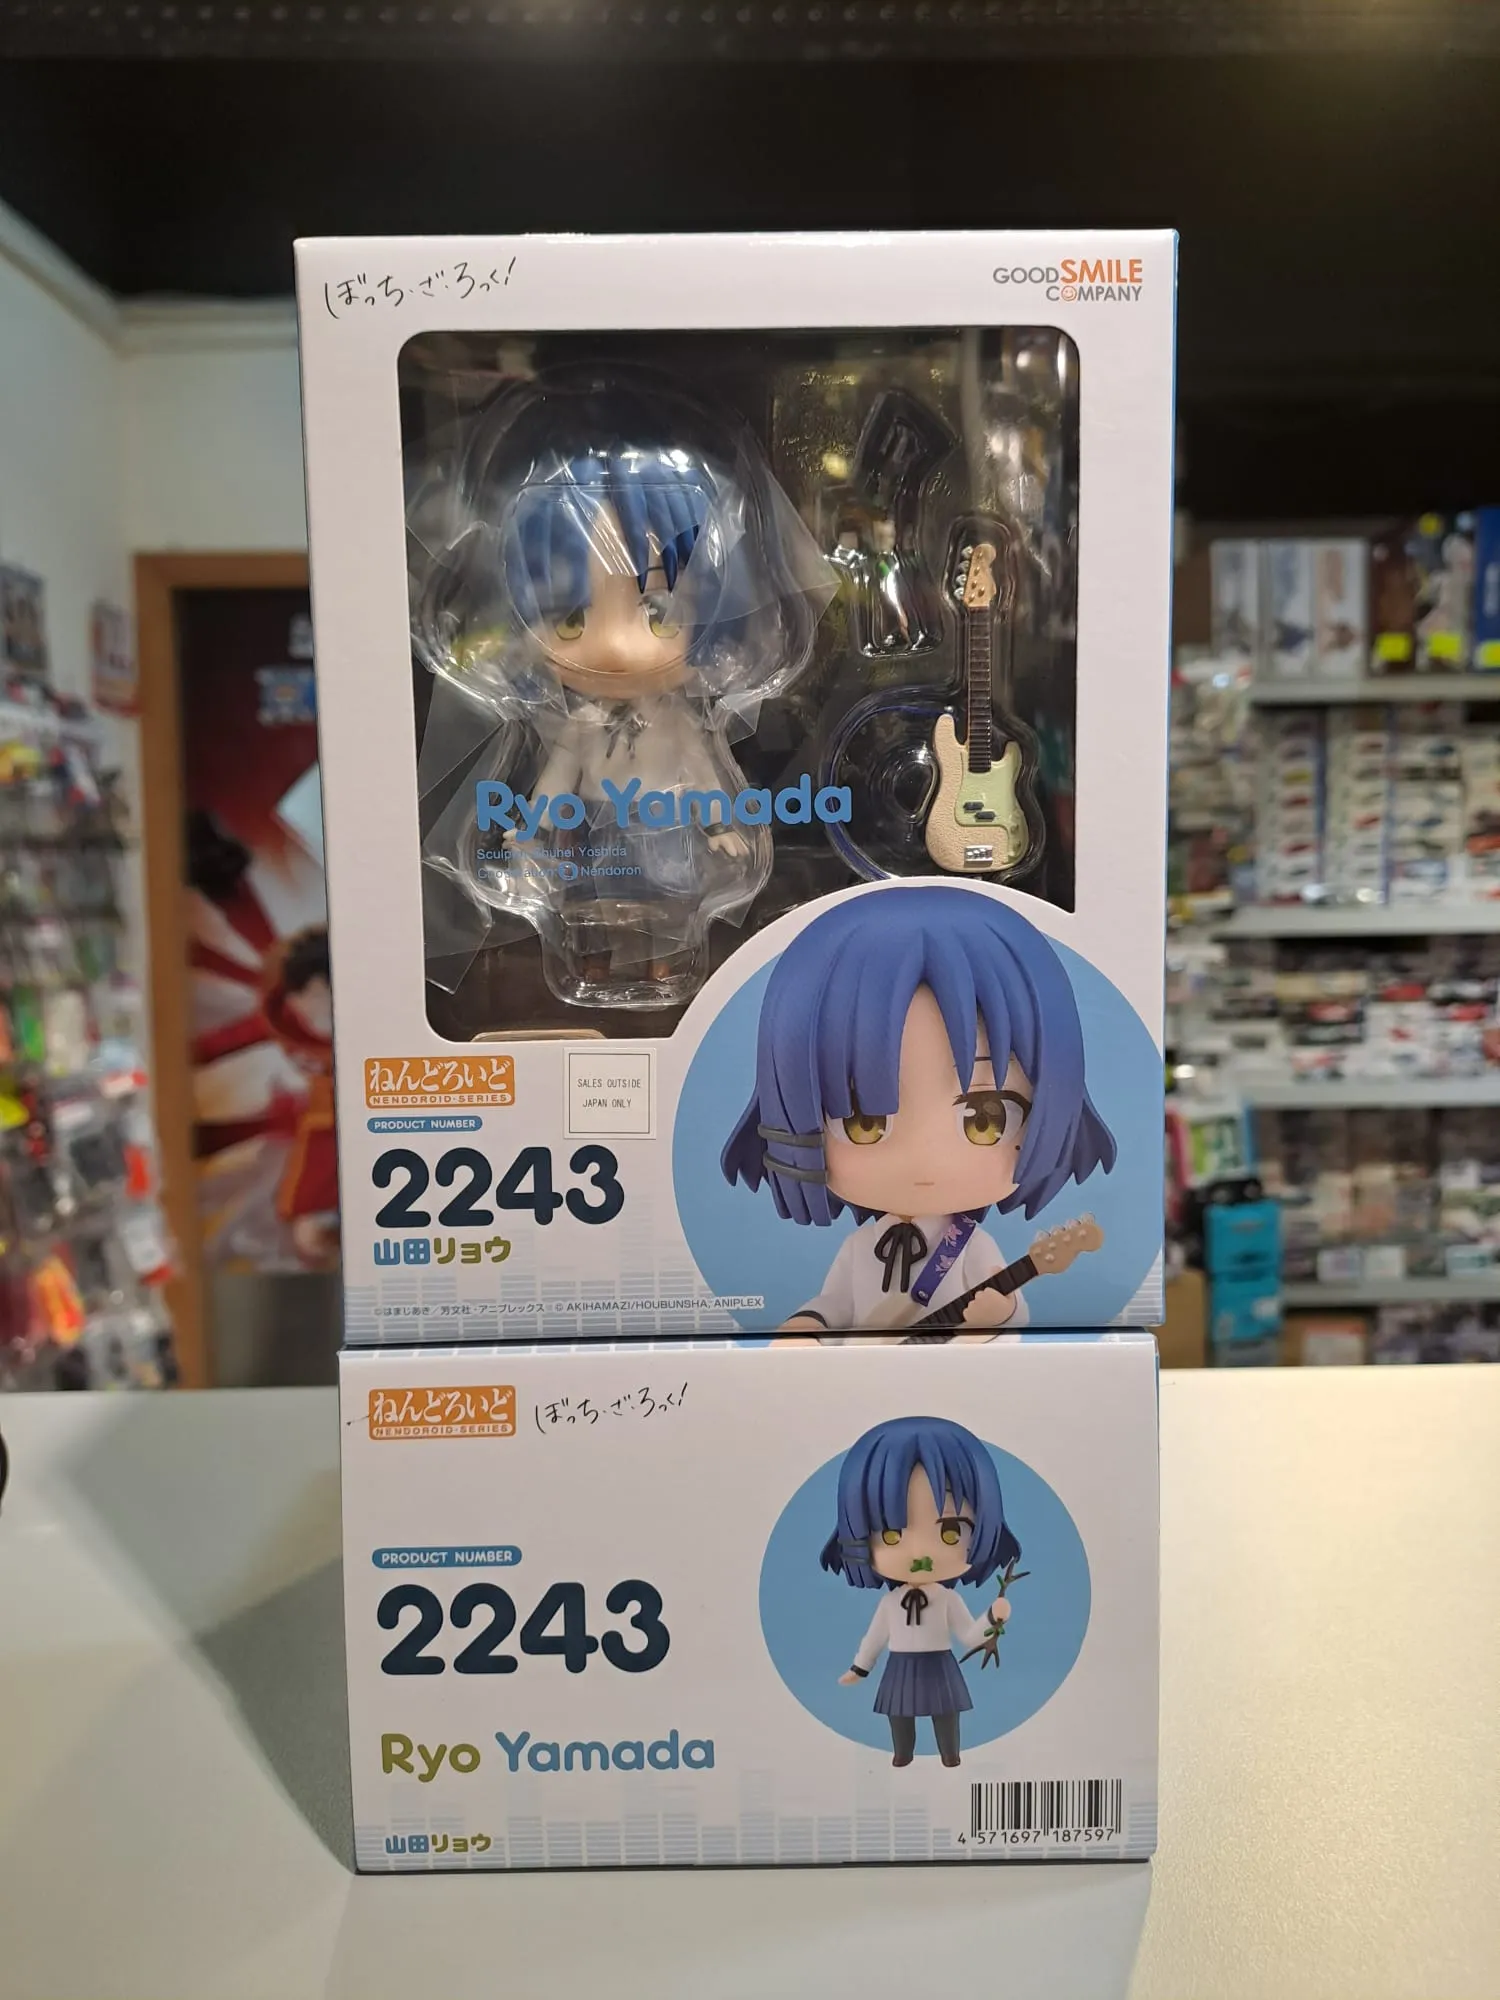 ぼっち・ざ・ろっく!
GOOD SMILE
COMPANY
Ryo Yamada
Shuhei Yoshida
Nendoron
ねんどろいど
NENDOROID-SERIES
SALES OUTSIDE
JAPAN ONLY
PRODUCT NUMBER
2243
山田リョウ
©はまじあき/芳文社・アニプレックス © AKIHAMAZI/HOUBUNSHA, ANIPLEX
ねんどろいど
NENDOROID-SERIES
ぼっち・ざ・ろっく!
PRODUCT NUMBER
2243
Ryo Yamada
山田リョウ
4 571697 187597